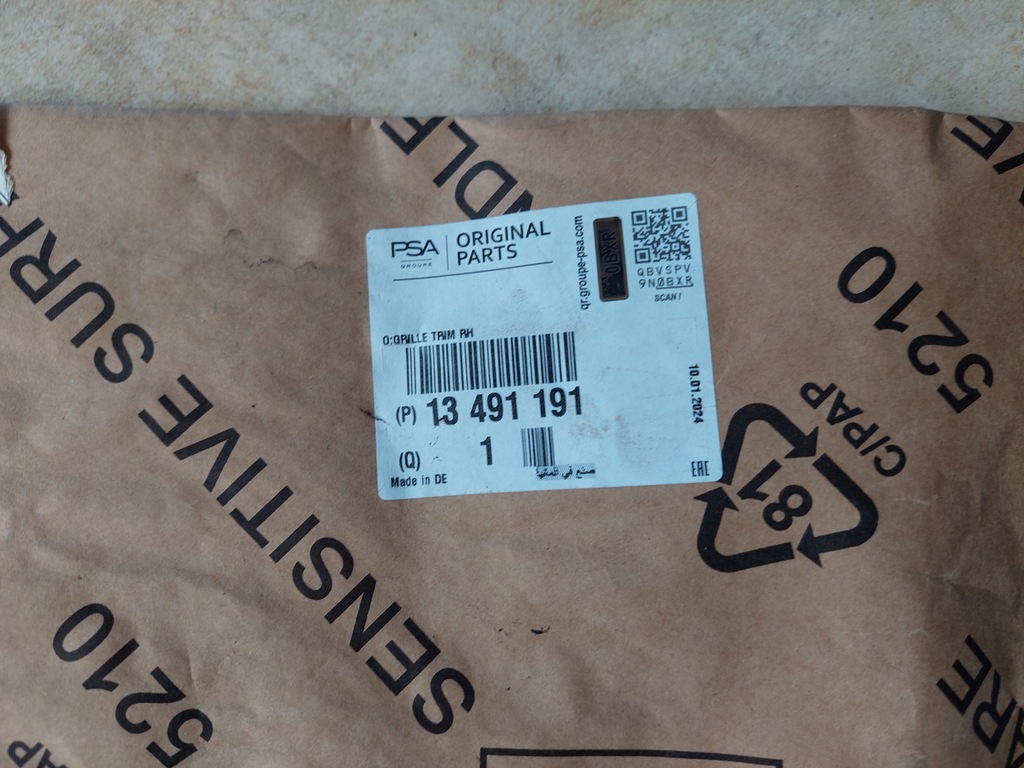 NDLE
VE
SENSITIVE SURF
PSA
GROUPE
ORIGINAL
PARTS
qr.groupe-psa.com
0BXR
QBVSPV
9N0BXR
SCAN!
O:GRILLE TRIM RH
(P) 13 491 191
(Q) 1
Made in DE
صنع في المانيا
10.01.2024
EAC
5210
81
C/PAP
5210
AP
ARE